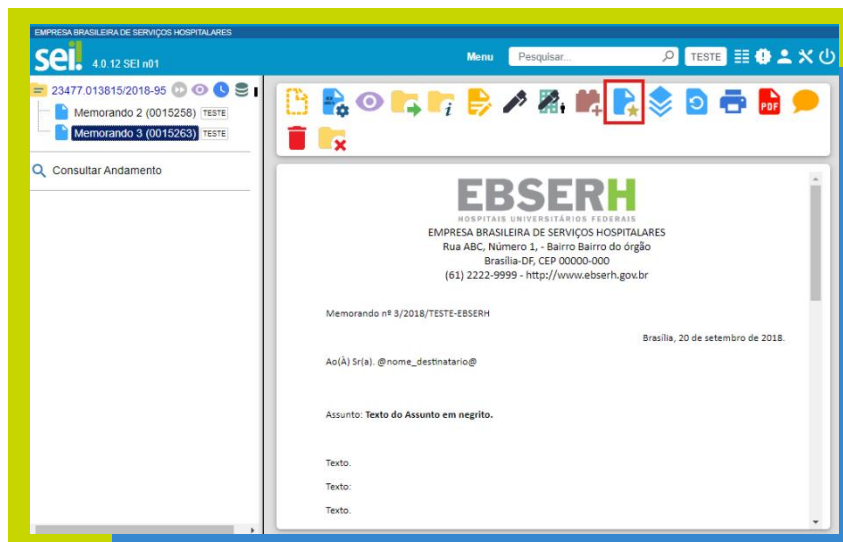 EMPRESA BRASILEIRA DE SERVIÇOS HOSPITALARES
sei! 4.0.12 SEI n01
Menu Pesquisar... TESTE
23477.013815/2018-95
Memorando 2 (0015258) TESTE
Memorando 3 (0015263) TESTE
Consultar Andamento
PDF
EBSERH
HOSPITAIS UNIVERSITÁRIOS FEDERAIS
EMPRESA BRASILEIRA DE SERVIÇOS HOSPITALARES
Rua ABC, Número 1, - Bairro Bairro do órgão
Brasília-DF, CEP 00000-000
(61) 2222-9999 - http://www.ebserh.gov.br
Memorando nº 3/2018/TESTE-EBSERH
Brasília, 20 de setembro de 2018.
Ao(À) Sr(a). @nome_destinatario@
Assunto: Texto do Assunto em negrito.
Texto.
Texto:
Texto.